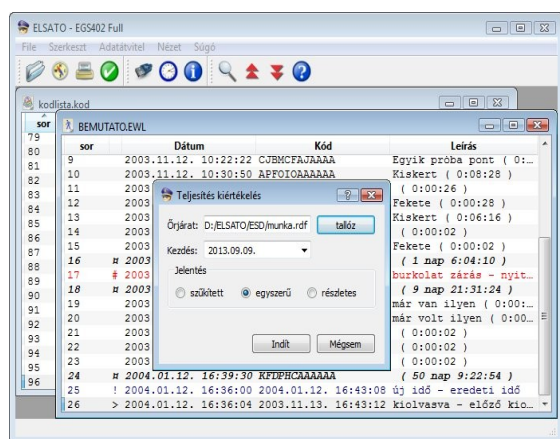 ELSATO - EGS402 Full
File Szerkeszt Adatátvitel Nézet Súgó
kodlista.kod
sor
79
80
81
82
83
84
85
86
87
88
89
90
91
92
93
94
95
96
BEMUTATO.EWL
sor Dátum Kód Leírás
9 2003.11.12. 10:22:22 CJBMCFAJAAAA Egyik próba pont ( 0:...
10 2003.11.12. 10:30:50 APFOIOAAAAAA Kiskert ( 0:08:28 )
11 2003 ( 0:00:26 )
12 2003 Fekete ( 0:00:28 )
13 2003 Kiskert ( 0:06:16 )
14 2003 ( 0:00:02 )
15 2003 Fekete ( 0:00:02 )
16 ¤ 2003 ( 1 nap 6:04:10 )
17 # 2003 burkolat zárás - nyit...
18 ¤ 2003 ( 9 nap 21:31:24 )
19 2003 már van ilyen ( 0:00:...
20 2003 már volt ilyen ( 0:00...
21 2003 ( 0:00:02 )
22 2003 ( 0:00:02 )
23 2003 ( 0:00:02 )
24 ¤ 2004.01.12. 16:39:30 KFDPHCAAAAAA ( 50 nap 9:22:54 )
25 ! 2004.01.12. 16:36:00 2004.01.12. 16:43:08 új idő - eredeti idő
26 > 2004.01.12. 16:36:04 2003.11.13. 16:43:12 kiolvasva - előző kio...
Teljesítés kiértékelés
Őrjárat: D:/ELSATO/ESD/munka.rdf tallóz
Kezdés: 2013.09.09.
Jelentés
szűkített egyszerű részletes
Indít Mégsem